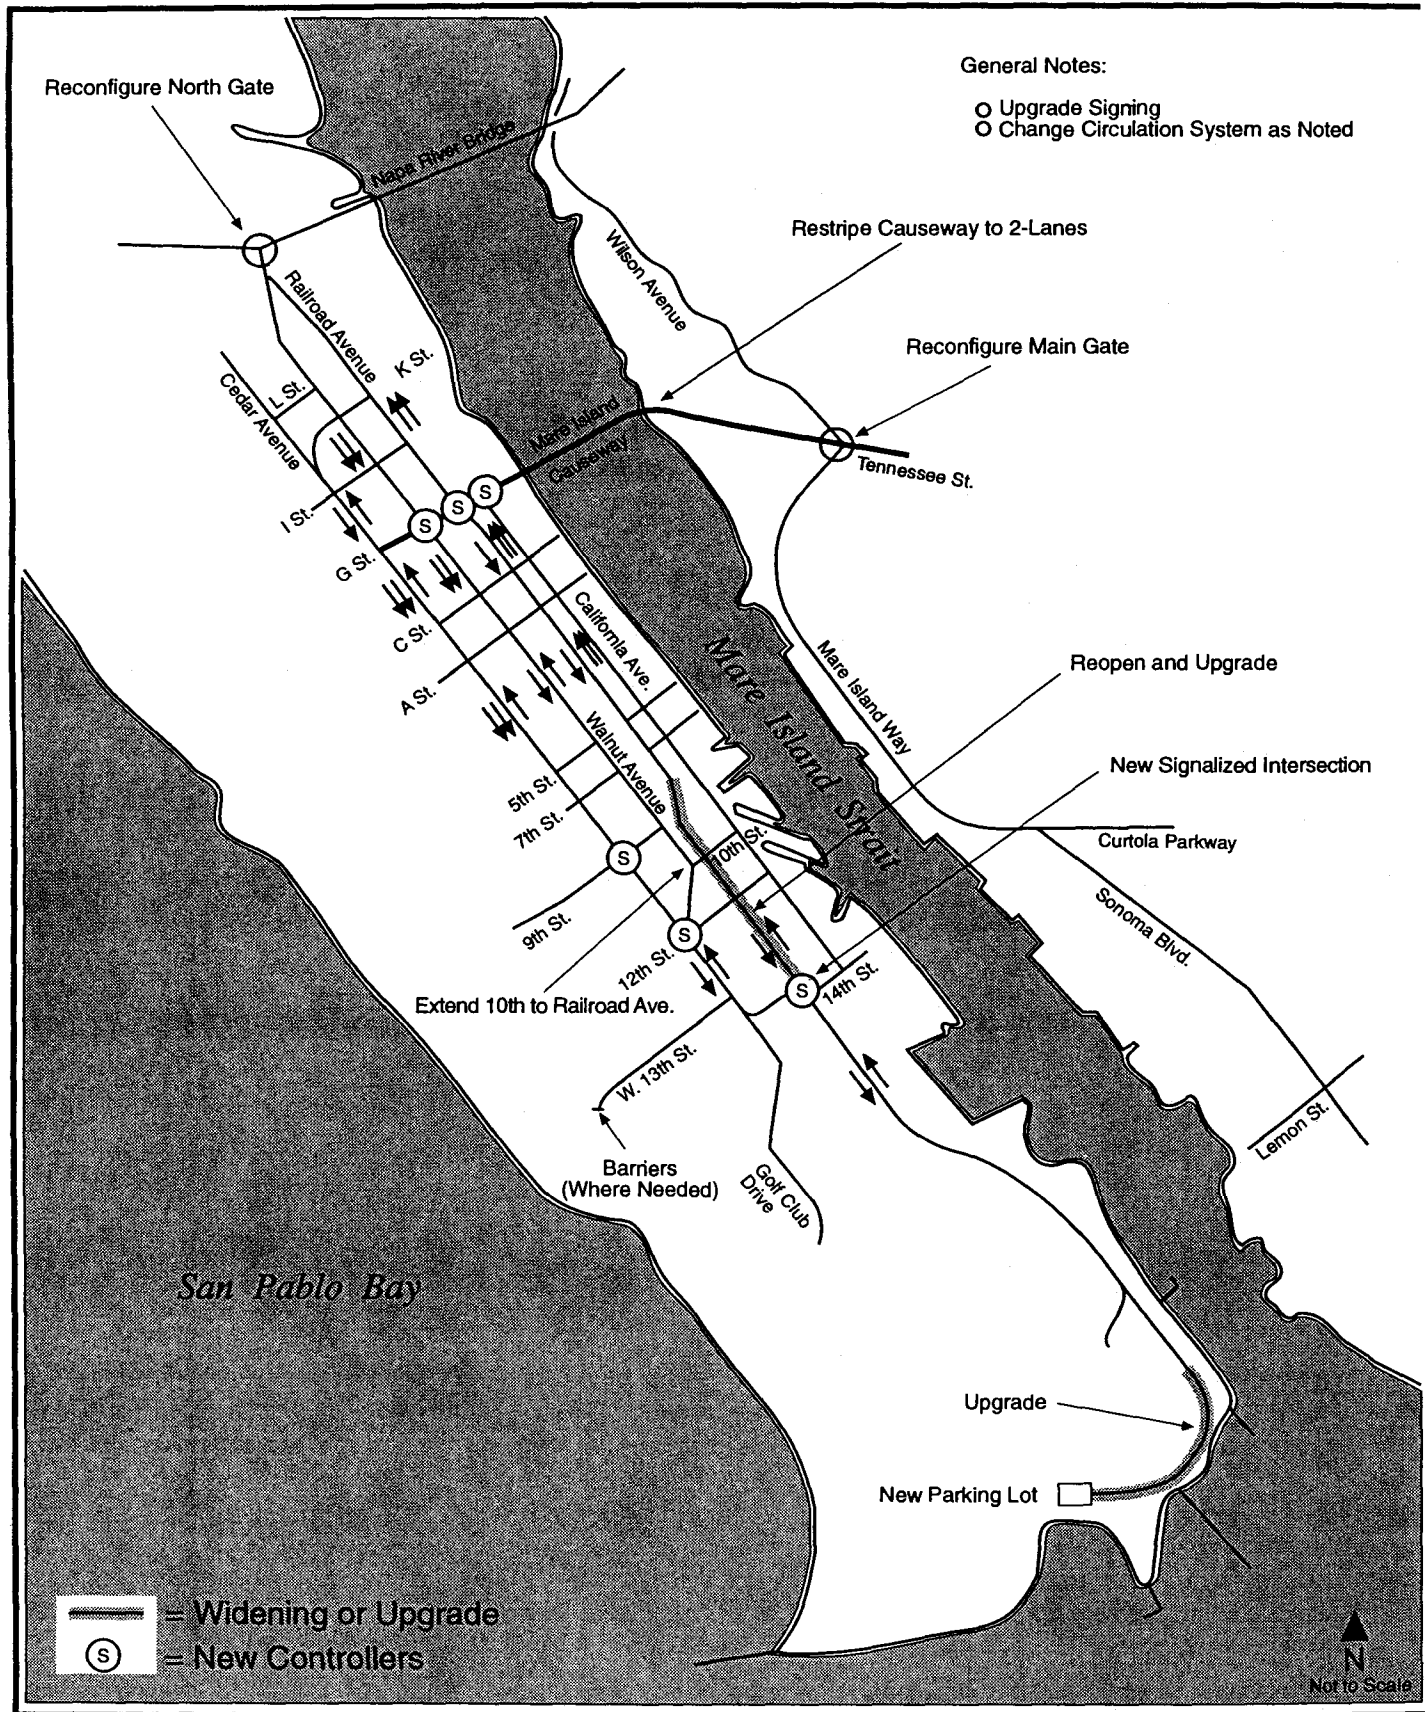 General Notes:
O Upgrade Signing
O Change Circulation System as Noted
Reconfigure North Gate
Napa River Bridge
Restripe Causeway to 2-Lanes
Wilson Avenue
Reconfigure Main Gate
Railroad Avenue
K St.
L St.
Cedar Avenue
Mare Island
Causeway
Tennessee St.
I St.
S
S
S
G St.
C St.
A St.
California Ave.
Mare Island Strait
Mare Island Way
Reopen and Upgrade
New Signalized Intersection
Walnut Avenue
5th St.
7th St.
10th St.
Curtola Parkway
S
9th St.
Sonoma Blvd.
S
12th St.
S
14th St.
Extend 10th to Railroad Ave.
W. 13th St.
Lemon St.
Barriers
(Where Needed)
Golf Club
Drive
San Pablo Bay
Upgrade
New Parking Lot
= Widening or Upgrade
S = New Controllers
N
Not to Scale